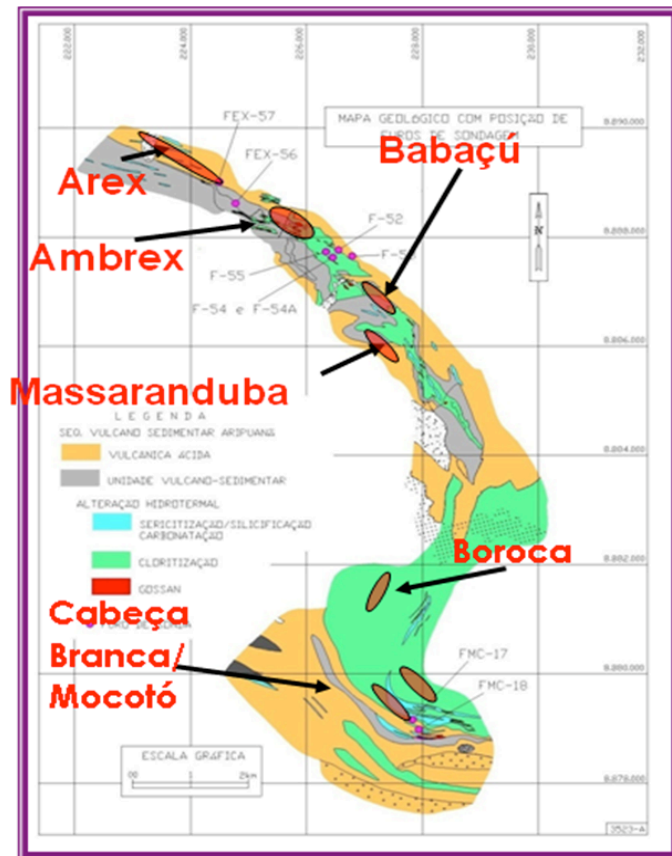 222.000
224.000
226.000
228.000
230.000
232.000
8.890.000
8.888.000
8.886.000
8.884.000
8.882.000
8.880.000
8.878.000
MAPA GEOLÓGICO COM POSIÇÃO DE
FUROS DE SONDAGEM
FEX-57
FEX-56
Arex
Ambrex
Babaçú
N
F-52
F-55
F-54 e F-54A
Massaranduba
LEGENDA
SEQ. VULCANO SEDIMENTAR ARIPUANÃ
VULCANICA ÁCIDA
UNIDADE VULCANO-SEDIMENTAR
ALTERAÇÃO HIDROTERMAL
SERICITIZAÇÃO/SILICIFICAÇÃO
CARBONATAÇÃO
CLORITIZAÇÃO
GOSSAN
Boroca
Cabeça
Branca/
Mocotó
FMC-17
FMC-18
ESCALA GRÁFICA
1
2km
3523-A